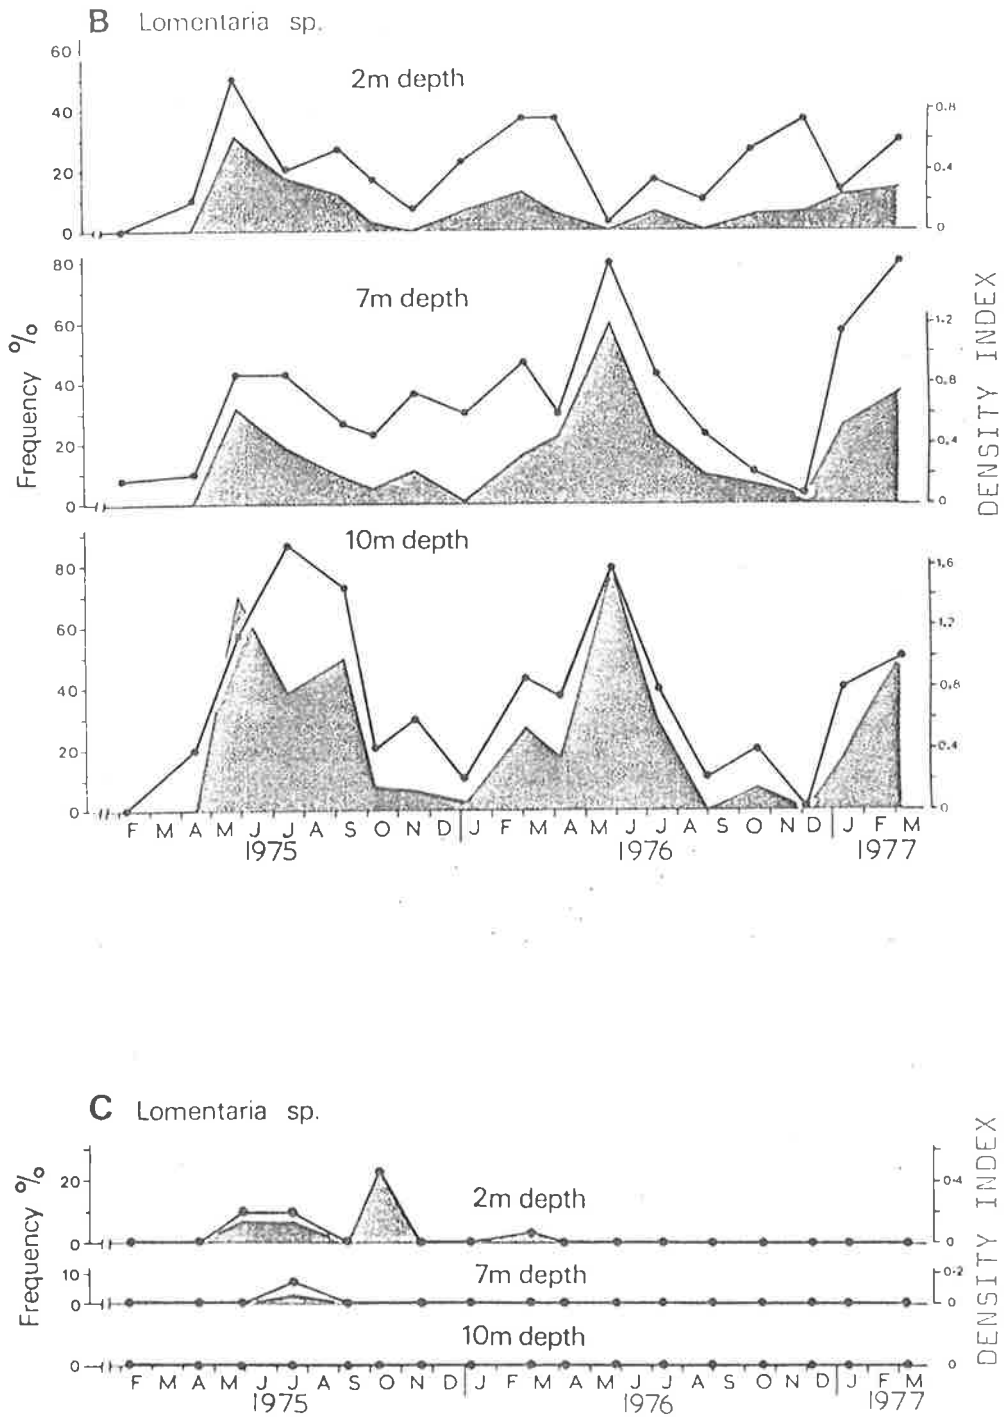 B Lomentaria sp.
2m depth
60
40
20
0
0.8
0.4
0
7m depth
80
60
40
20
0
1.2
0.8
0.4
0
Frequency %
DENSITY INDEX
10m depth
80
60
40
20
0
1.6
1.2
0.8
0.4
0
F M A M J J A S O N D J F M A M J J A S O N D J F M
1975 1976 1977
C Lomentaria sp.
2m depth
20
0
0.4
0
7m depth
10
0
0.2
0
Frequency %
DENSITY INDEX
10m depth
0
0
F M A M J J A S O N D J F M A M J J A S O N D J F M
1975 1976 1977